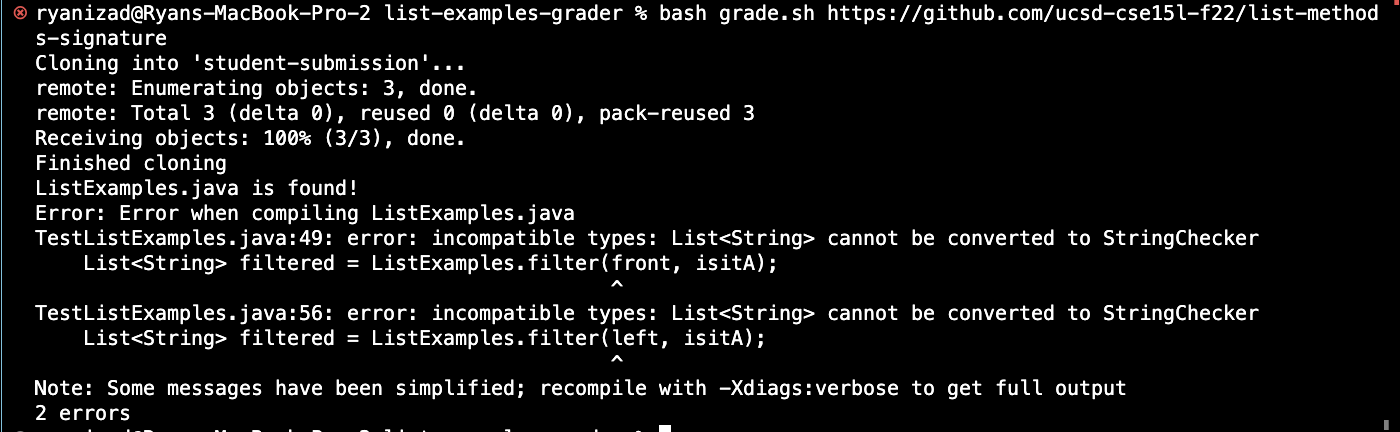 ryanizad@Ryans-MacBook-Pro-2 list-examples-grader % bash grade.sh https://github.com/ucsd-cse15l-f22/list-method
s-signature
Cloning into 'student-submission'...
remote: Enumerating objects: 3, done.
remote: Total 3 (delta 0), reused 0 (delta 0), pack-reused 3
Receiving objects: 100% (3/3), done.
Finished cloning
ListExamples.java is found!
Error: Error when compiling ListExamples.java
TestListExamples.java:49: error: incompatible types: List<String> cannot be converted to StringChecker
    List<String> filtered = ListExamples.filter(front, isitA);
                                                ^
TestListExamples.java:56: error: incompatible types: List<String> cannot be converted to StringChecker
    List<String> filtered = ListExamples.filter(left, isitA);
                                                ^
Note: Some messages have been simplified; recompile with -Xdiags:verbose to get full output
2 errors